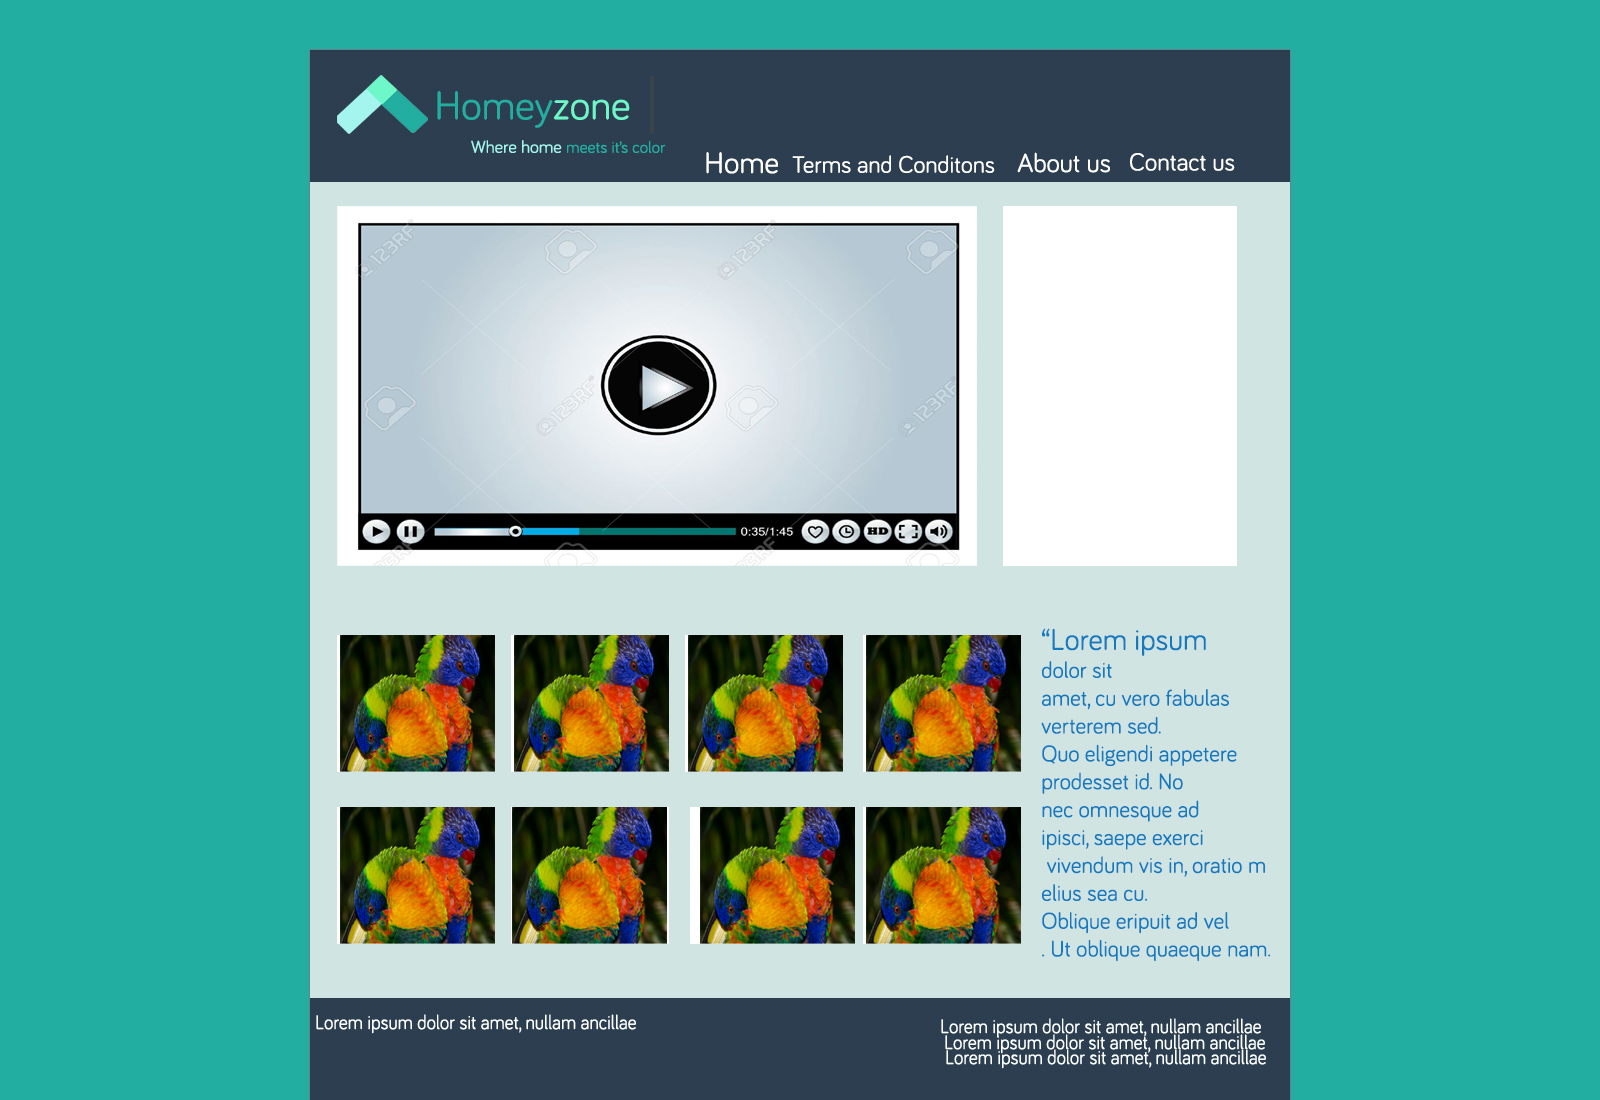 Homeyzone
Where home meets it's color
Home Terms and Conditons About us Contact us
123RF
123RF
123RF
123RF
0:35/1:45 HD
“Lorem ipsum
dolor sit
amet, cu vero fabulas
verterem sed.
Quo eligendi appetere
prodesset id. No
nec omnesque ad
ipisci, saepe exerci
vivendum vis in, oratio m
elius sea cu.
Oblique eripuit ad vel
. Ut oblique quaeque nam.
Lorem ipsum dolor sit amet, nullam ancillae
Lorem ipsum dolor sit amet, nullam ancillae
Lorem ipsum dolor sit amet, nullam ancillae
Lorem ipsum dolor sit amet, nullam ancillae